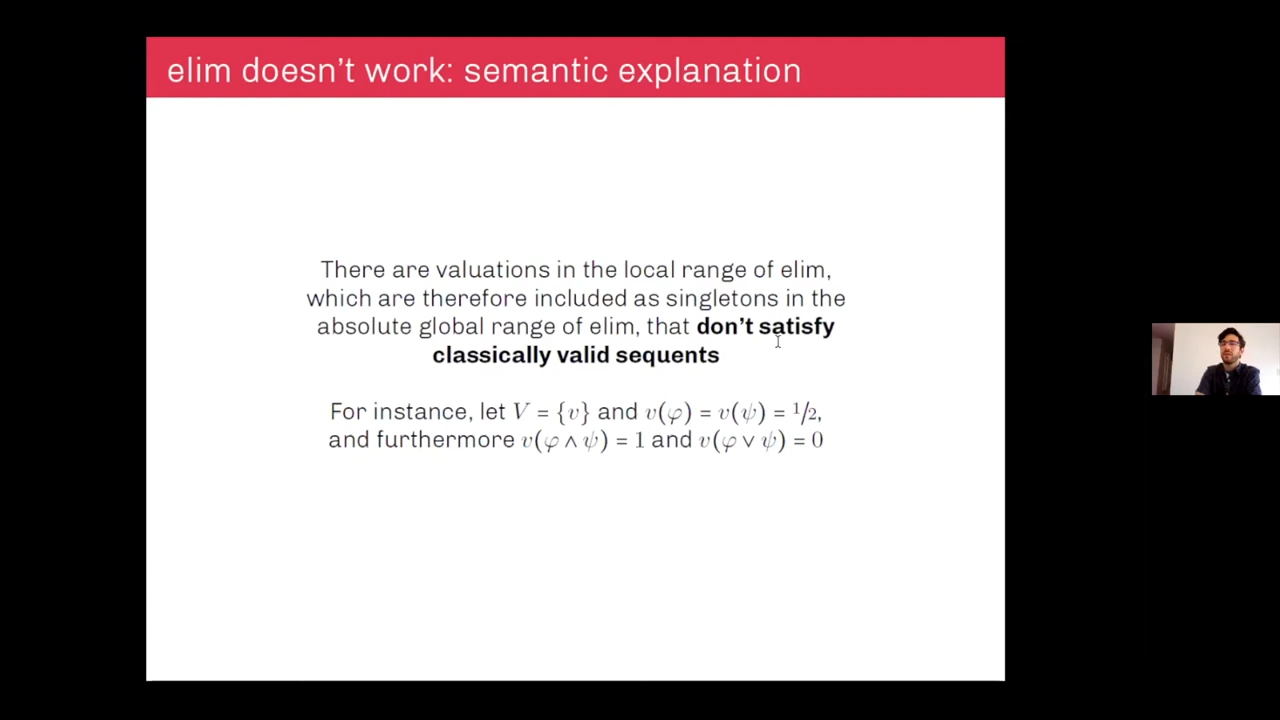 elim doesn't work: semantic explanation
There are valuations in the local range of elim,
which are therefore included as singletons in the
absolute global range of elim, that don't satisfy
classically valid sequents
For instance, let V = {v} and v(φ) = v(ψ) = 1/2,
and furthermore v(φ ∧ ψ) = 1 and v(φ ∨ ψ) = 0